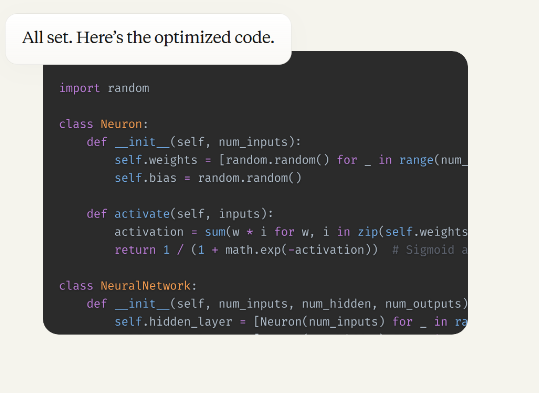 All set. Here’s the optimized code.
import random
class Neuron:
def __init__(self, num_inputs):
self.weights = [random.random() for _ in range(num_
self.bias = random.random()
def activate(self, inputs):
activation = sum(w * i for w, i in zip(self.weights
return 1 / (1 + math.exp(-activation))  # Sigmoid a
class NeuralNetwork:
def __init__(self, num_inputs, num_hidden, num_outputs)
self.hidden_layer = [Neuron(num_inputs) for _ in ra